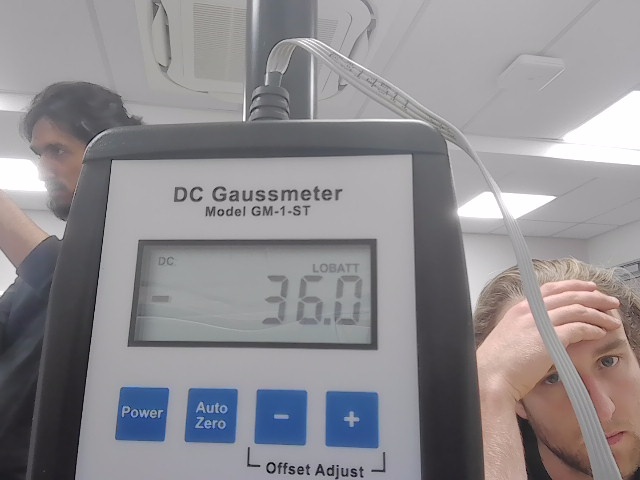 DC Gaussmeter
Model GM-1-ST
DC
LOBATT
- 36.0
Power
Auto
Zero
-
+
Offset Adjust